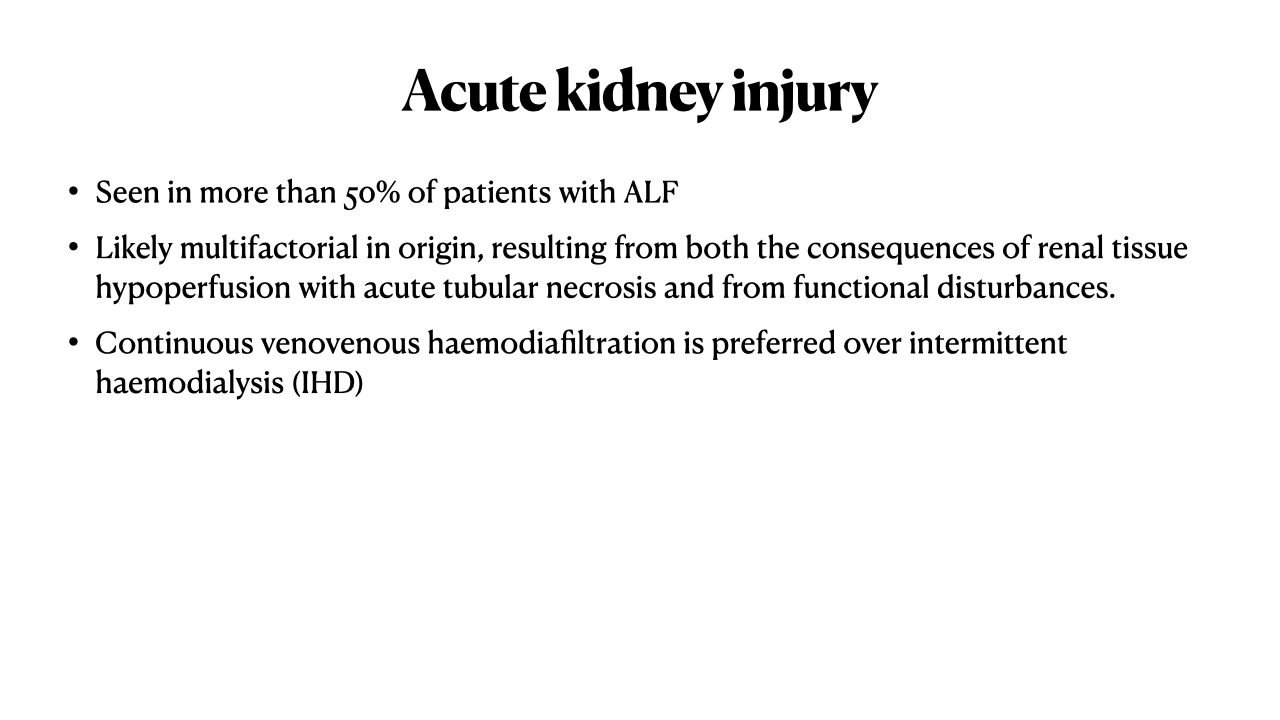 Acute kidney injury
• Seen in more than 50% of patients with ALF
• Likely multifactorial in origin, resulting from both the consequences of renal tissue
hypoperfusion with acute tubular necrosis and from functional disturbances.
• Continuous venovenous haemodiafiltration is preferred over intermittent
haemodialysis (IHD)